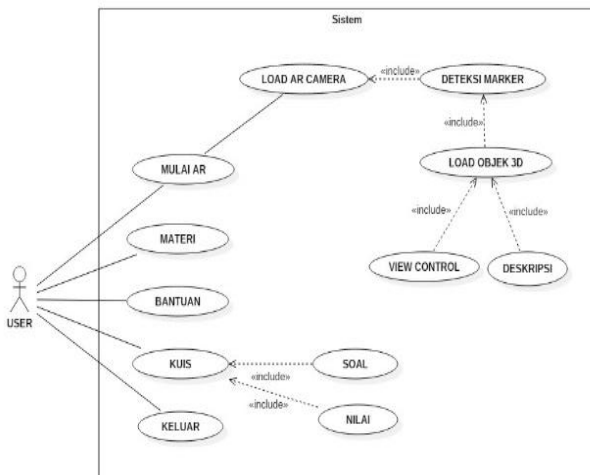 Sistem
LOAD AR CAMERA
«include»
DETEKSI MARKER
«include»
LOAD OBJEK 3D
MULAI AR
«include»
«include»
MATERI
VIEW CONTROL
DESKRIPSI
BANTUAN
USER
KUIS
SOAL
«include»
«include»
NILAI
KELUAR